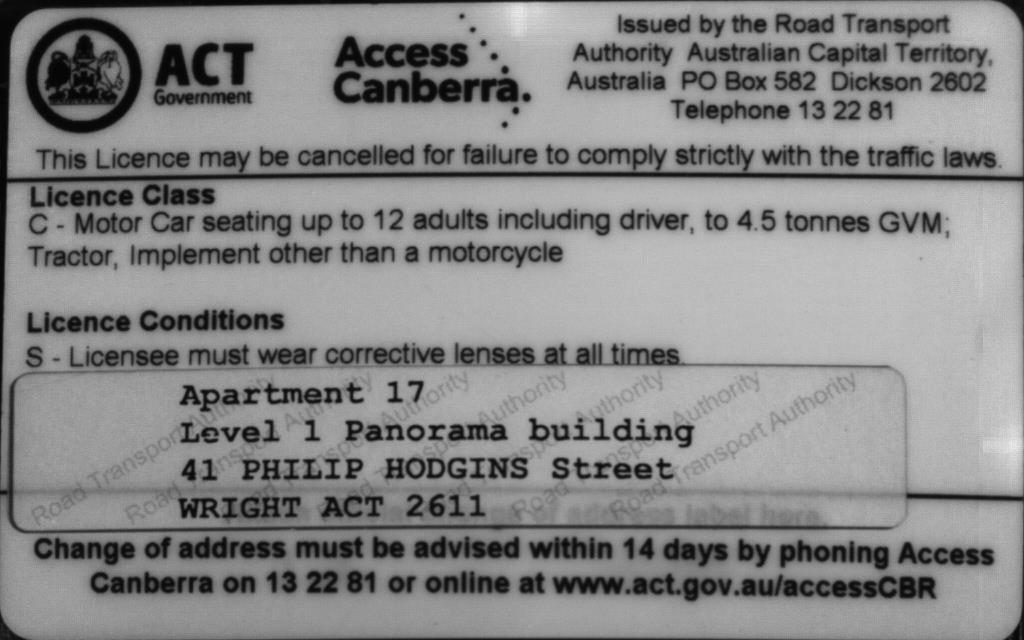 ACT
Government
Access
Canberra.
Issued by the Road Transport
Authority Australian Capital Territory,
Australia PO Box 582 Dickson 2602
Telephone 13 22 81
This Licence may be cancelled for failure to comply strictly with the traffic laws.
Licence Class
C - Motor Car seating up to 12 adults including driver, to 4.5 tonnes GVM;
Tractor, Implement other than a motorcycle
Licence Conditions
S - Licensee must wear corrective lenses at all times.
Apartment 17
Level 1 Panorama building
41 PHILIP HODGINS Street
WRIGHT ACT 2611
Road Transport Authority
Road Transport Authority
Road Transport Authority
Road Transport Authority
Road Transport Authority
Road Transport Authority
Road Transport Authority
change of address label here.
Change of address must be advised within 14 days by phoning Access
Canberra on 13 22 81 or online at www.act.gov.au/accessCBR